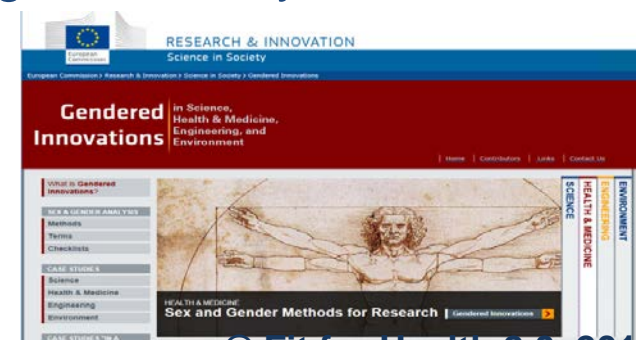 European
Commission
RESEARCH & INNOVATION
Science in Society
European Commission > Research & Innovation > Science in Society > Gendered Innovations
Gendered
Innovations
in Science,
Health & Medicine,
Engineering, and
Environment
| Home | Contributors | Links | Contact Us
What is Gendered
Innovations?
SEX & GENDER ANALYSIS
Methods
Terms
Checklists
CASE STUDIES
Science
Health & Medicine
Engineering
Environment
SCIENCE
HEALTH & MEDICINE
ENGINEERING
ENVIRONMENT
HEALTH & MEDICINE
Sex and Gender Methods for Research | Gendered Innovations >
CASE STUDIES